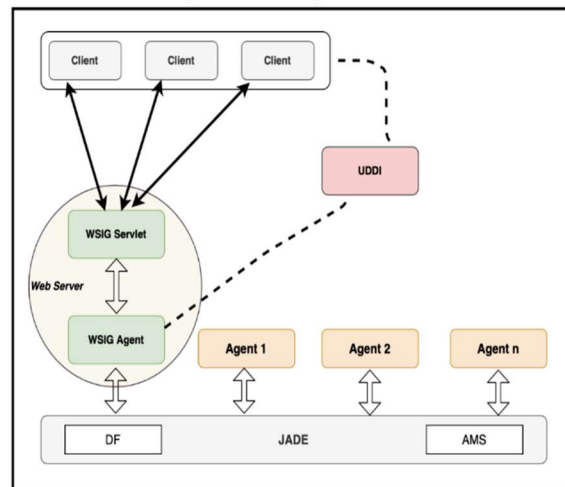 Client
Client
Client
UDDI
WSIG Servlet
Web Server
WSIG Agent
Agent 1
Agent 2
Agent n
DF
JADE
AMS